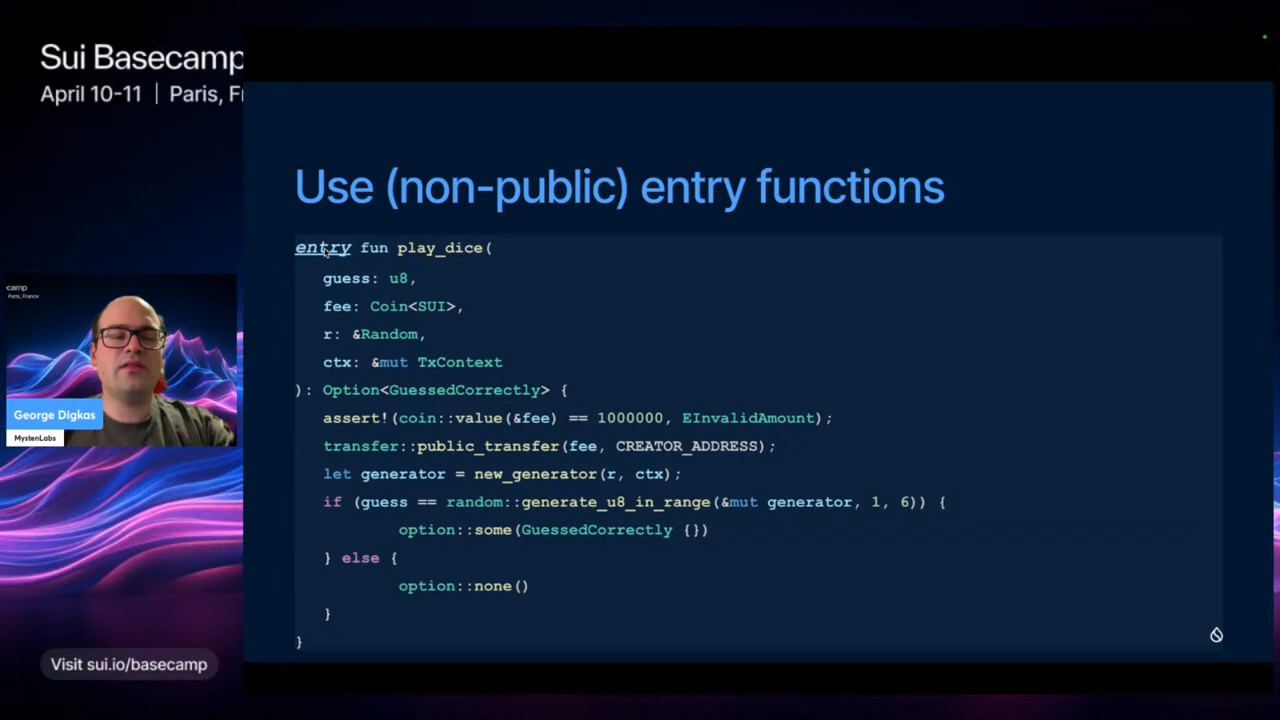 Sui Basecamp
April 10-11 | Paris, Fr
Use (non-public) entry functions
entry fun play_dice(
guess: u8,
fee: Coin<SUI>,
r: &Random,
ctx: &mut TxContext
): Option<GuessedCorrectly> {
assert!(coin::value(&fee) == 1000000, EInvalidAmount);
transfer::public_transfer(fee, CREATOR_ADDRESS);
let generator = new_generator(r, ctx);
if (guess == random::generate_u8_in_range(&mut generator, 1, 6)) {
option::some(GuessedCorrectly {})
} else {
option::none()
}
}
camp
Paris, France
George Digkas
MystenLabs
Visit sui.io/basecamp